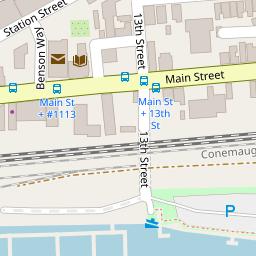 Station Street
Benson Way
13th Street
Main Street
Main St
+ #1113
Main St
+ 13th
St
13th Street
Conemaug
P